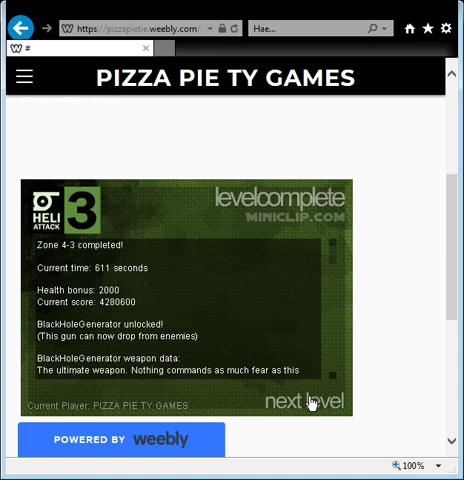 https://pizzapietie.weebly.com/
Hae...
#
PIZZA PIE TY GAMES
HELI
ATTACK
3
levelcomplete
MINICLIP.COM
Zone 4-3 completed!
Current time: 611 seconds
Health bonus: 2000
Current score: 4280600
BlackHoleGenerator unlocked!
(This gun can now drop from enemies)
BlackHoleGenerator weapon data:
The ultimate weapon. Nothing commands as much fear as this
Current Player: PIZZA PIE TY GAMES
next level
POWERED BY weebly
100%